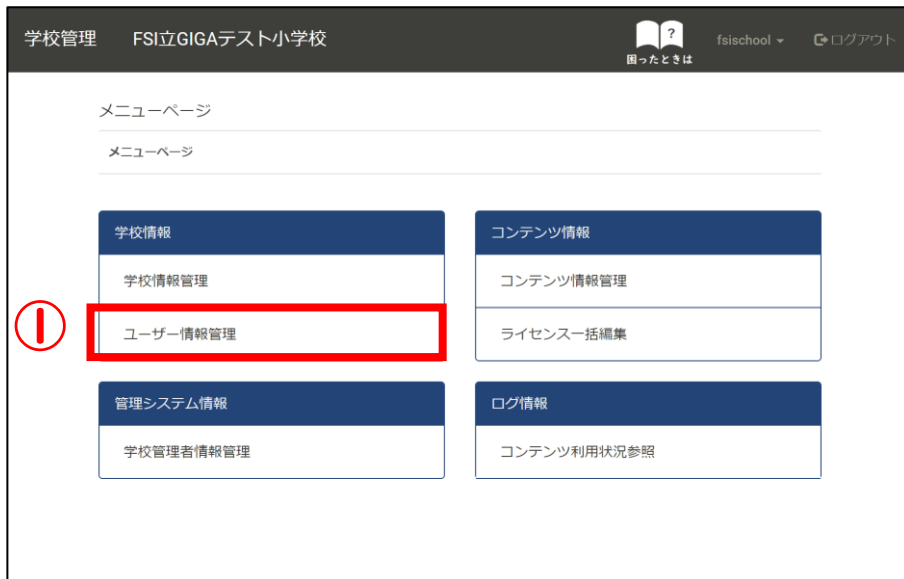 学校管理 FSI立GIGAテスト小学校 ? 困ったときは fsischool ログアウト
メニューページ
メニューページ
学校情報
学校情報管理
① ユーザー情報管理
コンテンツ情報
コンテンツ情報管理
ライセンス一括編集
管理システム情報
学校管理者情報管理
ログ情報
コンテンツ利用状況参照